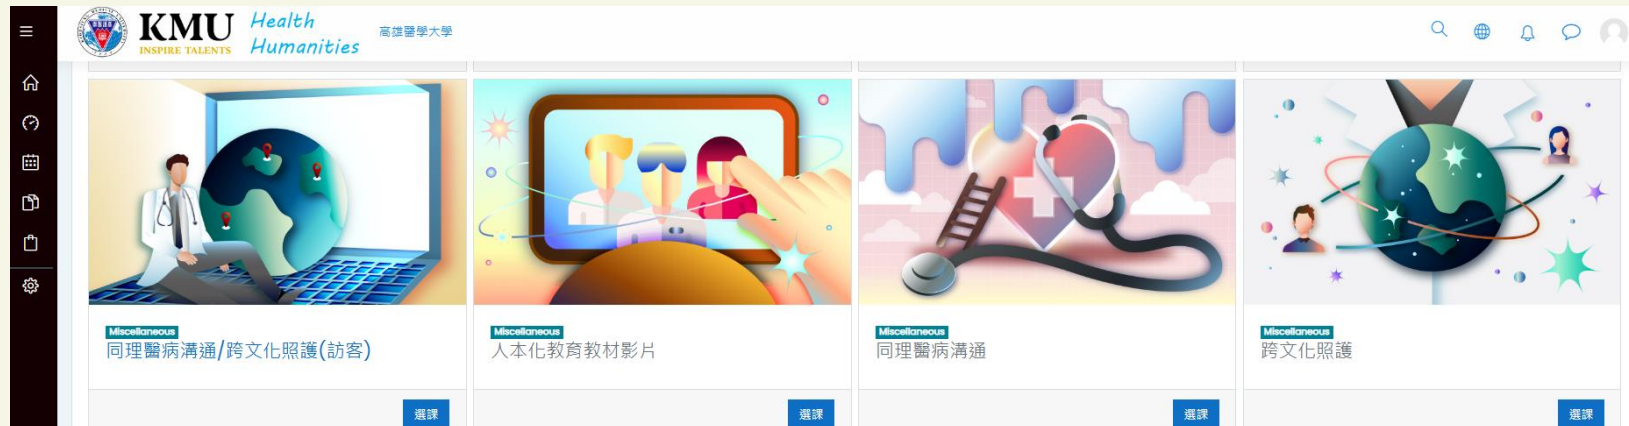 KMU
INSPIRE TALENTS
Health
Humanities
高雄醫學大學
Miscellaneous
同理醫病溝通/跨文化照護(訪客)
選課
Miscellaneous
人本化教育教材影片
選課
Miscellaneous
同理醫病溝通
選課
Miscellaneous
跨文化照護
選課